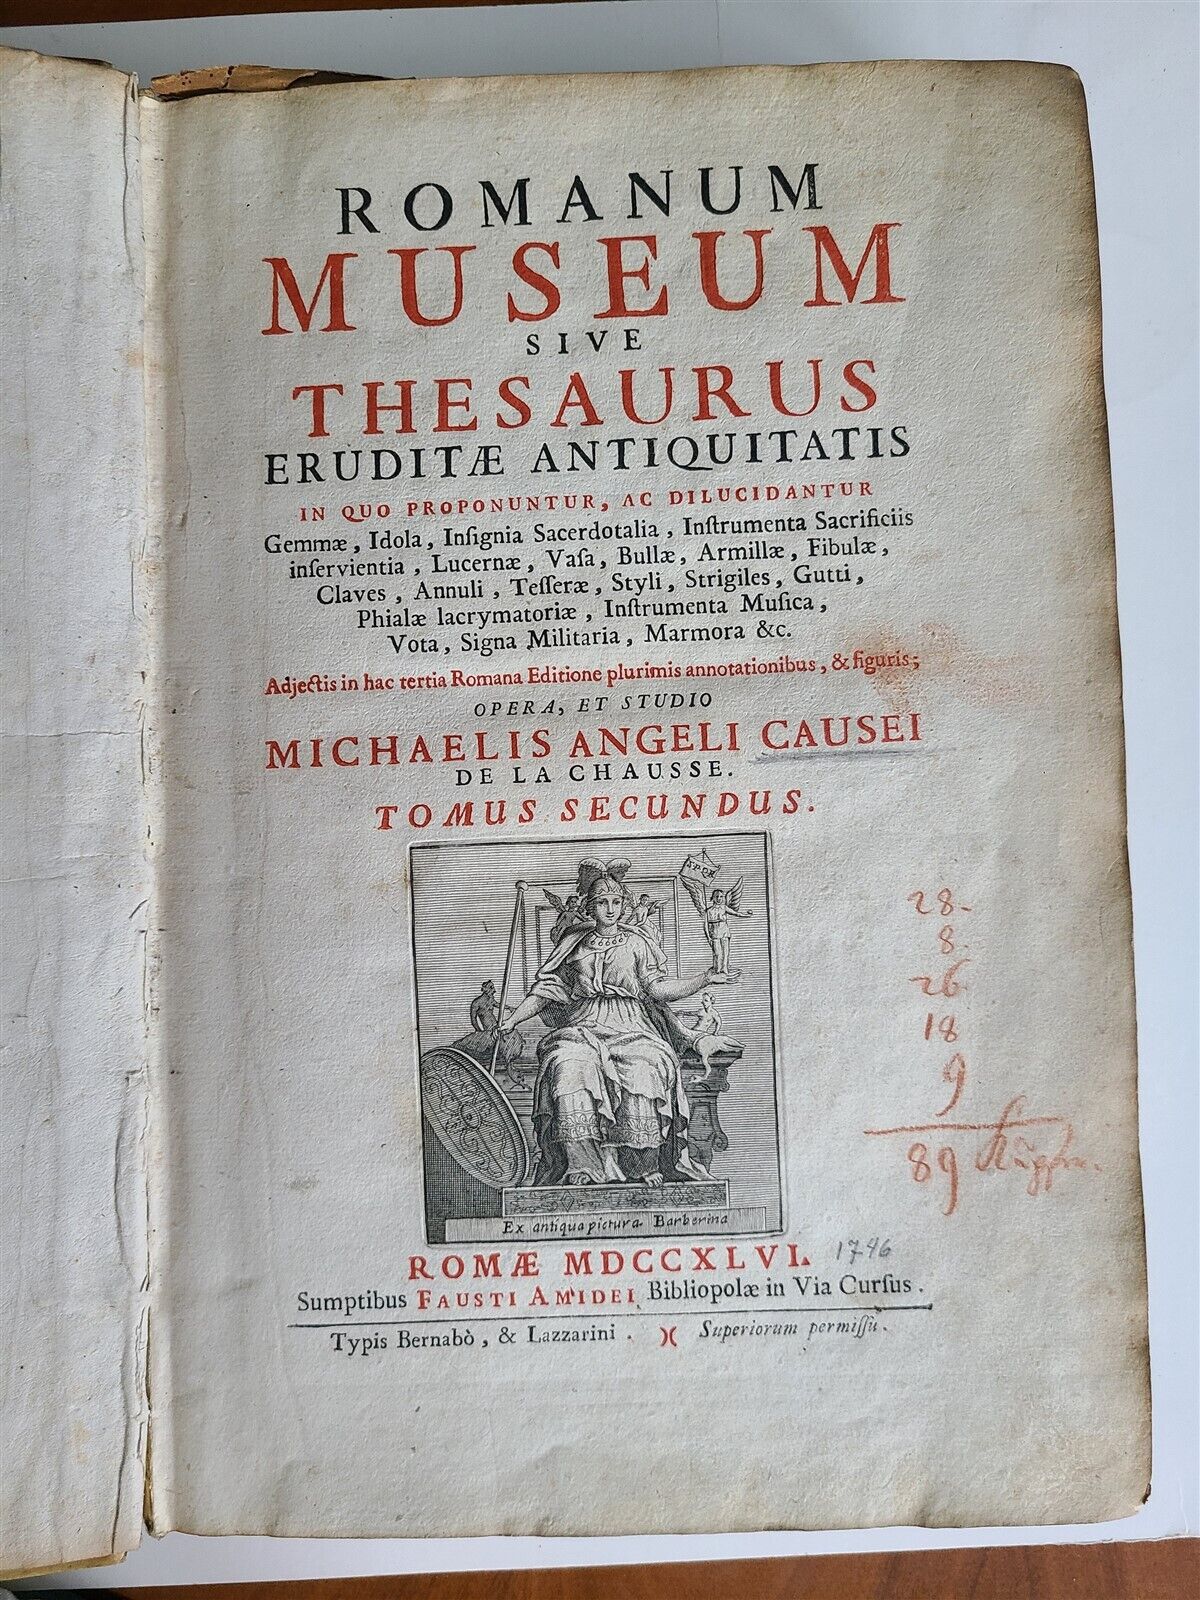 ROMANUM
MUSEUM
SIVE
THESAURUS
ERUDITÆ ANTIQUITATIS
IN QUO PROPONUNTUR, AC DILUCIDANTUR
Gemmæ, Idola, Inſignia Sacerdotalia, Inſtrumenta Sacrificiis
inſervientia, Lucernæ, Vaſa, Bullæ, Armillæ, Fibulæ,
Claves, Annuli, Teſſeræ, Styli, Strigiles, Gutti,
Phialæ lacrymatoriæ, Inſtrumenta Muſica,
Vota, Signa Militaria, Marmora &c.
Adjectis in hac tertia Romana Editione plurimis annotationibus, & figuris;
OPERA, ET STUDIO
MICHAELIS ANGELI CAUSEI
DE LA CHAUSSE.
TOMUS SECUNDUS.
S.P.Q.R
28-
8.
26
18
9
89
Ex antiqua pictura Barberina
ROMÆ MDCCXLVI. 1746
Sumptibus FAUSTI AMIDEI Bibliopolæ in Via Curſus.
Typis Bernabò, & Lazzarini. Superiorum permiſſu.